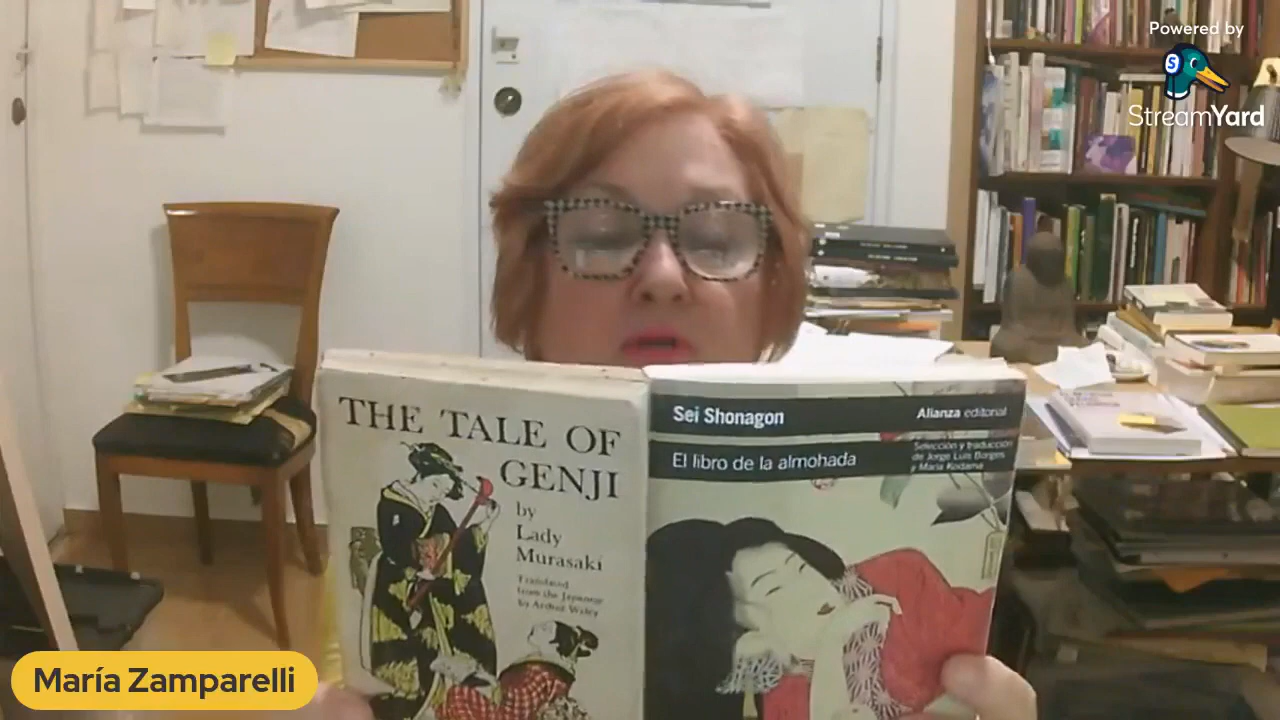 Powered by
StreamYard
THE TALE OF
GENJI
by
Lady
Murasaki
Translated
from the Japanese
by Arthur Waley
Sei Shonagon
Alianza editorial
El libro de la almohada
Selección y traducción
de Jorge Luis Borges
y María Kodama
María Zamparelli